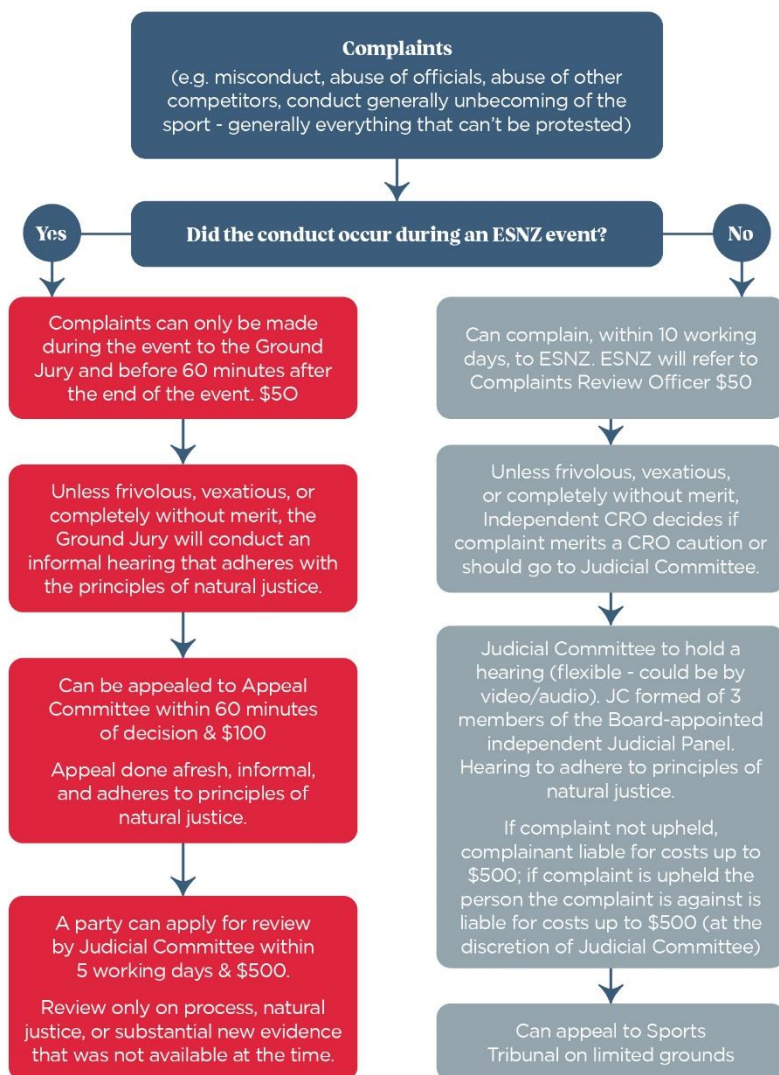 Complaints
(e.g. misconduct, abuse of officials, abuse of other
competitors, conduct generally unbecoming of the
sport - generally everything that can't be protested)
Yes
Did the conduct occur during an ESNZ event?
No
Complaints can only be made
during the event to the Ground
Jury and before 60 minutes after
the end of the event. $50
Unless frivolous, vexatious, or
completely without merit, the
Ground Jury will conduct an
informal hearing that adheres with
the principles of natural justice.
Can be appealed to Appeal
Committee within 60 minutes
of decision & $100
Appeal done afresh, informal,
and adheres to principles of
natural justice.
A party can apply for review
by Judicial Committee within
5 working days & $500.
Review only on process, natural
justice, or substantial new evidence
that was not available at the time.
Can complain, within 10 working
days, to ESNZ. ESNZ will refer to
Complaints Review Officer $50
Unless frivolous, vexatious,
or completely without merit,
Independent CRO decides if
complaint merits a CRO caution or
should go to Judicial Committee.
Judicial Committee to hold a
hearing (flexible - could be by
video/audio). JC formed of 3
members of the Board-appointed
independent Judicial Panel.
Hearing to adhere to principles of
natural justice.
If complaint not upheld,
complainant liable for costs up to
$500; if complaint is upheld the
person the complaint is against is
liable for costs up to $500 (at the
discretion of Judicial Committee)
Can appeal to Sports
Tribunal on limited grounds